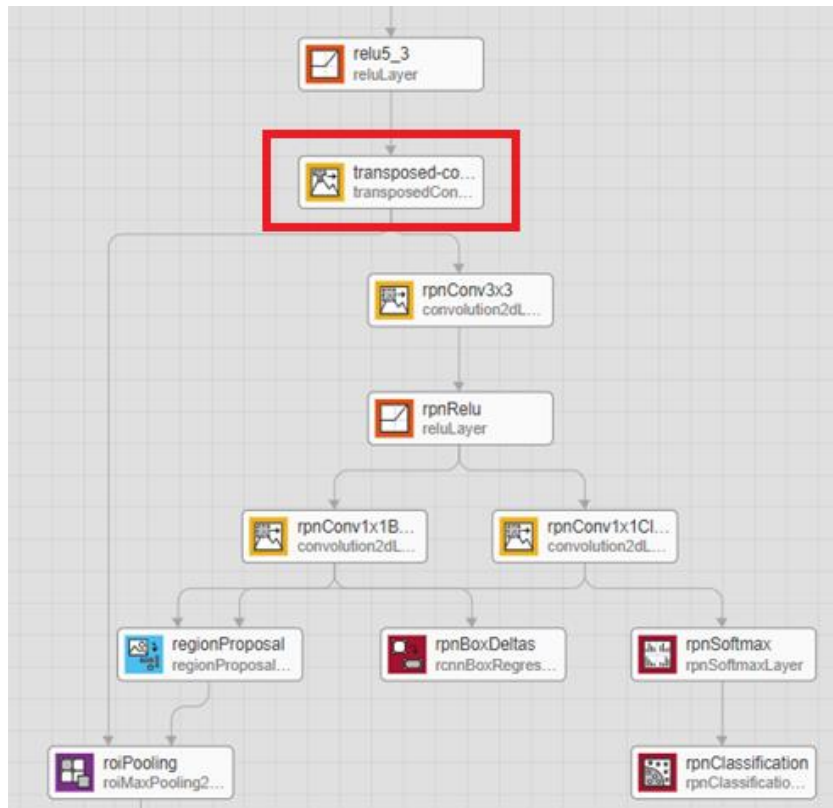 relu5_3
reluLayer
transposed-co...
transposedCon...
rpnConv3x3
convolution2dL...
rpnRelu
reluLayer
rpnConv1x1B...
convolution2dL...
rpnConv1x1Cl...
convolution2dL...
regionProposal
regionProposal...
rpnBoxDeltas
rcnnBoxRegres...
rpnSoftmax
rpnSoftmaxLayer
roiPooling
roiMaxPooling2...
rpnClassification
rpnClassificatio...